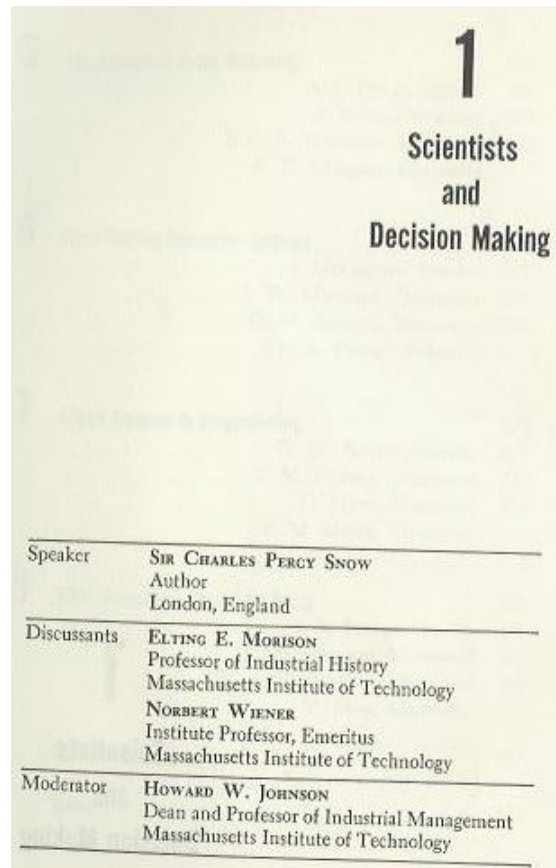 1
Scientists
and
Decision Making
Speaker SIR CHARLES PERCY SNOW
Author
London, England
Discussants ELTING E. MORISON
Professor of Industrial History
Massachusetts Institute of Technology
NORBERT WIENER
Institute Professor, Emeritus
Massachusetts Institute of Technology
Moderator HOWARD W. JOHNSON
Dean and Professor of Industrial Management
Massachusetts Institute of Technology